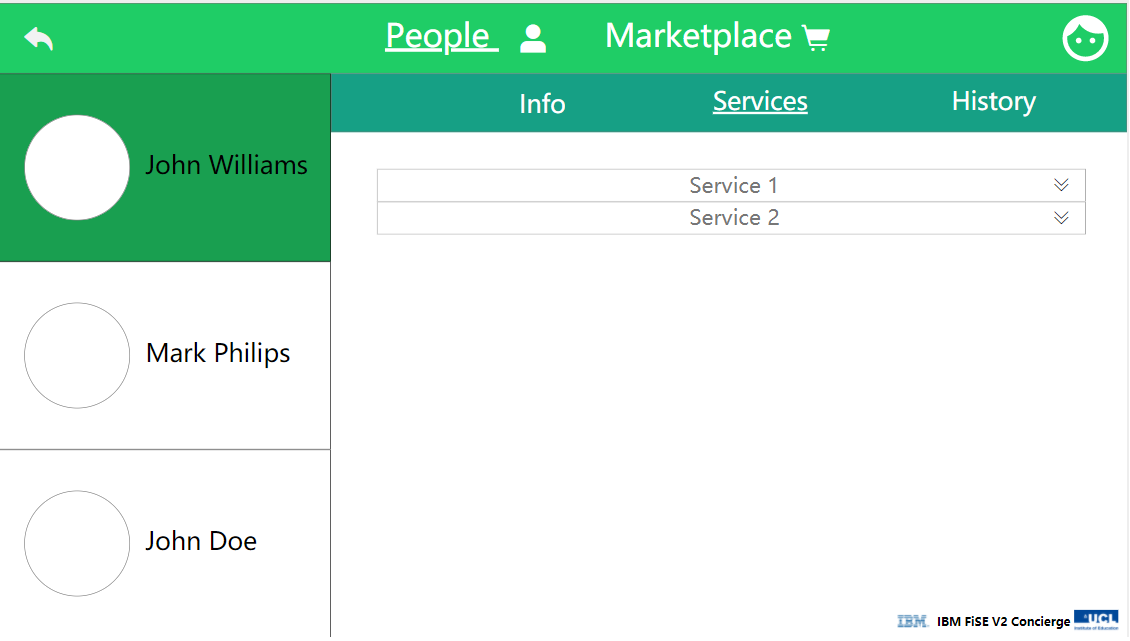 People
Marketplace
Info
Services
History
John Williams
Service 1
Service 2
Mark Philips
John Doe
IBM
IBM FiSE V2 Concierge
UCL
Institute of Education